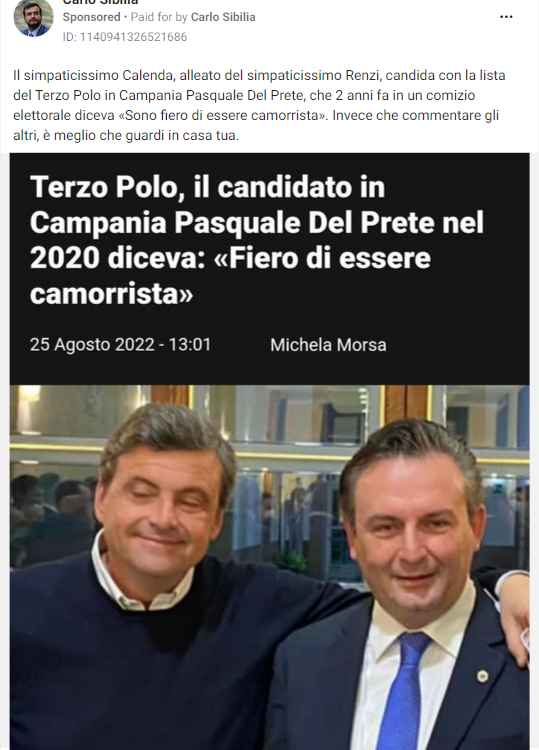 Carlo Sibilia
Sponsored • Paid for by Carlo Sibilia
ID: 1140941326521686
Il simpaticissimo Calenda, alleato del simpaticissimo Renzi, candida con la lista
del Terzo Polo in Campania Pasquale Del Prete, che 2 anni fa in un comizio
elettorale diceva «Sono fiero di essere camorrista». Invece che commentare gli
altri, è meglio che guardi in casa tua.
Terzo Polo, il candidato in
Campania Pasquale Del Prete nel
2020 diceva: «Fiero di essere
camorrista»
25 Agosto 2022 - 13:01 Michela Morsa